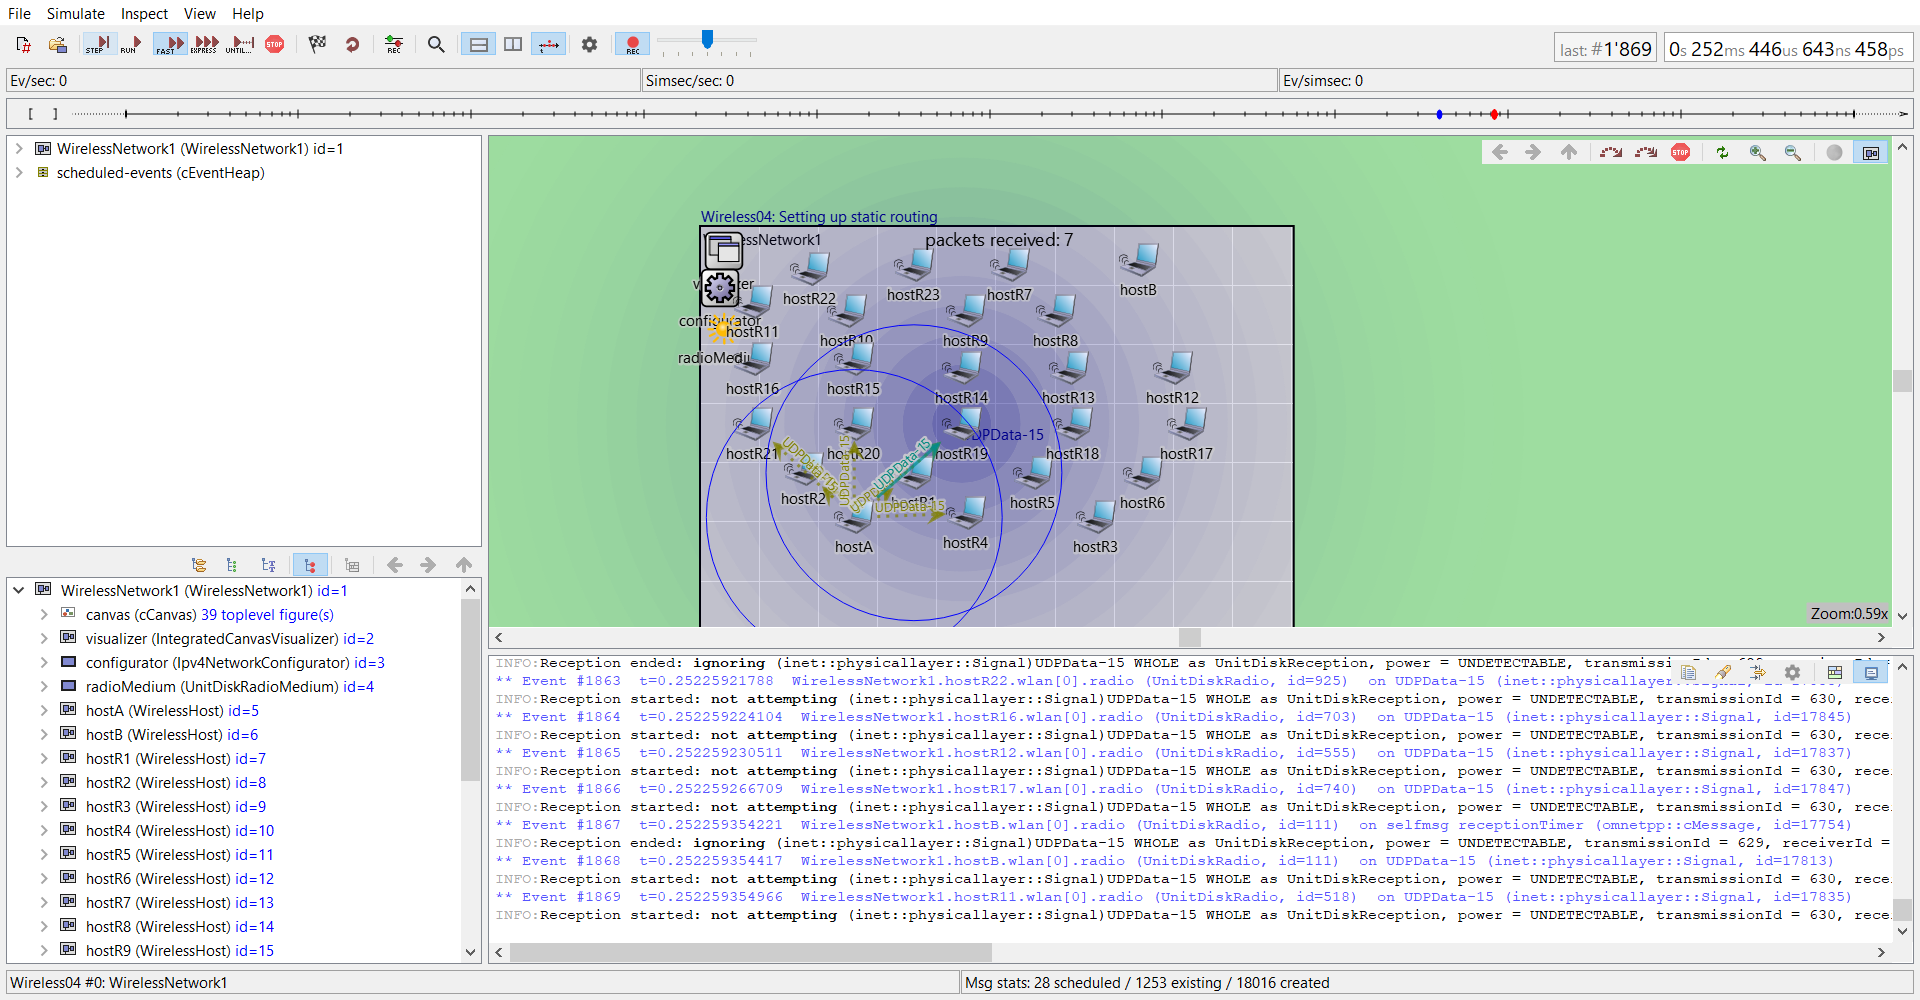 File Simulate Inspect View Help
STEP RUN FAST EXPRESS UNTIL... STOP REC REC
last: #1'869 0s 252ms 446us 643ns 458ps
Ev/sec: 0 Simsec/sec: 0 Ev/simsec: 0
[ ]
WirelessNetwork1 (WirelessNetwork1) id=1
scheduled-events (cEventHeap)
WirelessNetwork1 (WirelessNetwork1) id=1
canvas (cCanvas) 39 toplevel figure(s)
visualizer (IntegratedCanvasVisualizer) id=2
configurator (Ipv4NetworkConfigurator) id=3
radioMedium (UnitDiskRadioMedium) id=4
hostA (WirelessHost) id=5
hostB (WirelessHost) id=6
hostR1 (WirelessHost) id=7
hostR2 (WirelessHost) id=8
hostR3 (WirelessHost) id=9
hostR4 (WirelessHost) id=10
hostR5 (WirelessHost) id=11
hostR6 (WirelessHost) id=12
hostR7 (WirelessHost) id=13
hostR8 (WirelessHost) id=14
hostR9 (WirelessHost) id=15
STOP
Wireless04: Setting up static routing
essNetwork1 packets received: 7
hostR22 hostR23 hostR7 hostB
configurator hostR11 hostR10 hostR9 hostR8
radioMediu
hostR16 hostR15 hostR14 hostR13 hostR12
DPData-15
hostR21 hostR20 hostR19 hostR18 hostR17
UDPData-15 UDPData-15 UDPData-15
hostR2 hostR1 hostR5 hostR6
UDPData-15
hostA hostR4 hostR3
Zoom:0.59x
INFO:Reception ended: ignoring (inet::physicallayer::Signal)UDPData-15 WHOLE as UnitDiskReception, power = UNDETECTABLE,
** Event #1863 t=0.25225921788 WirelessNetwork1.hostR22.wlan[0].radio (UnitDiskRadio, id=925) on UDPData-15
INFO:Reception started: not attempting (inet::physicallayer::Signal)UDPData-15 WHOLE as UnitDiskReception, power = UNDETECTABLE, transmissionId = 630, rece
** Event #1864 t=0.252259224104 WirelessNetwork1.hostR16.wlan[0].radio (UnitDiskRadio, id=703) on UDPData-15 (inet::physicallayer::Signal, id=17845)
INFO:Reception started: not attempting (inet::physicallayer::Signal)UDPData-15 WHOLE as UnitDiskReception, power = UNDETECTABLE, transmissionId = 630, rece
** Event #1865 t=0.252259230511 WirelessNetwork1.hostR12.wlan[0].radio (UnitDiskRadio, id=555) on UDPData-15 (inet::physicallayer::Signal, id=17837)
INFO:Reception started: not attempting (inet::physicallayer::Signal)UDPData-15 WHOLE as UnitDiskReception, power = UNDETECTABLE, transmissionId = 630, rece
** Event #1866 t=0.252259266709 WirelessNetwork1.hostR17.wlan[0].radio (UnitDiskRadio, id=740) on UDPData-15 (inet::physicallayer::Signal, id=17847)
INFO:Reception started: not attempting (inet::physicallayer::Signal)UDPData-15 WHOLE as UnitDiskReception, power = UNDETECTABLE, transmissionId = 630, rece
** Event #1867 t=0.252259354221 WirelessNetwork1.hostB.wlan[0].radio (UnitDiskRadio, id=111) on selfmsg receptionTimer (omnetpp::cMessage, id=17754)
INFO:Reception ended: ignoring (inet::physicallayer::Signal)UDPData-15 WHOLE as UnitDiskReception, power = UNDETECTABLE, transmissionId = 629, receiverId =
** Event #1868 t=0.252259354417 WirelessNetwork1.hostB.wlan[0].radio (UnitDiskRadio, id=111) on UDPData-15 (inet::physicallayer::Signal, id=17813)
INFO:Reception started: not attempting (inet::physicallayer::Signal)UDPData-15 WHOLE as UnitDiskReception, power = UNDETECTABLE, transmissionId = 630, rece
** Event #1869 t=0.252259354966 WirelessNetwork1.hostR11.wlan[0].radio (UnitDiskRadio, id=518) on UDPData-15 (inet::physicallayer::Signal, id=17835)
INFO:Reception started: not attempting (inet::physicallayer::Signal)UDPData-15 WHOLE as UnitDiskReception, power = UNDETECTABLE, transmissionId = 630, rece
Wireless04 #0: WirelessNetwork1 Msg stats: 28 scheduled / 1253 existing / 18016 created